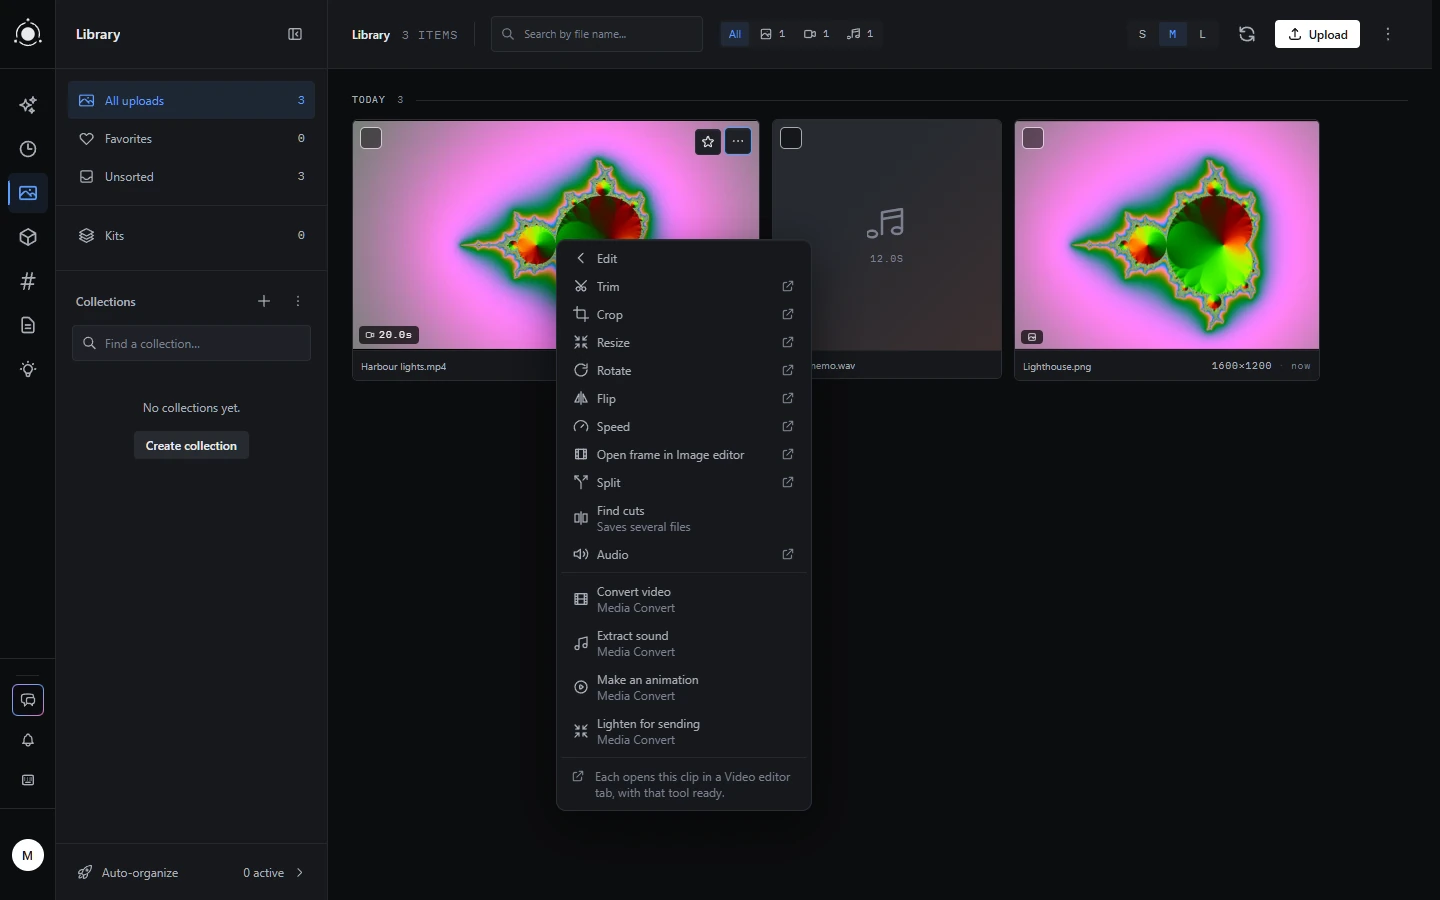 Library
All uploads 3
Favorites 0
Unsorted 3
Kits 0
Collections
Find a collection...
No collections yet.
Create collection
Auto-organize 0 active
M
Library 3 ITEMS
Search by file name...
All 1 1 1
S M L
Upload
TODAY 3
20.0s
Harbour lights.mp4
12.0S
memo.wav
Lighthouse.png 1600×1200 · now
Edit
Trim
Crop
Resize
Rotate
Flip
Speed
Open frame in Image editor
Split
Find cuts
Saves several files
Audio
Convert video
Media Convert
Extract sound
Media Convert
Make an animation
Media Convert
Lighten for sending
Media Convert
Each opens this clip in a Video editor
tab, with that tool ready.